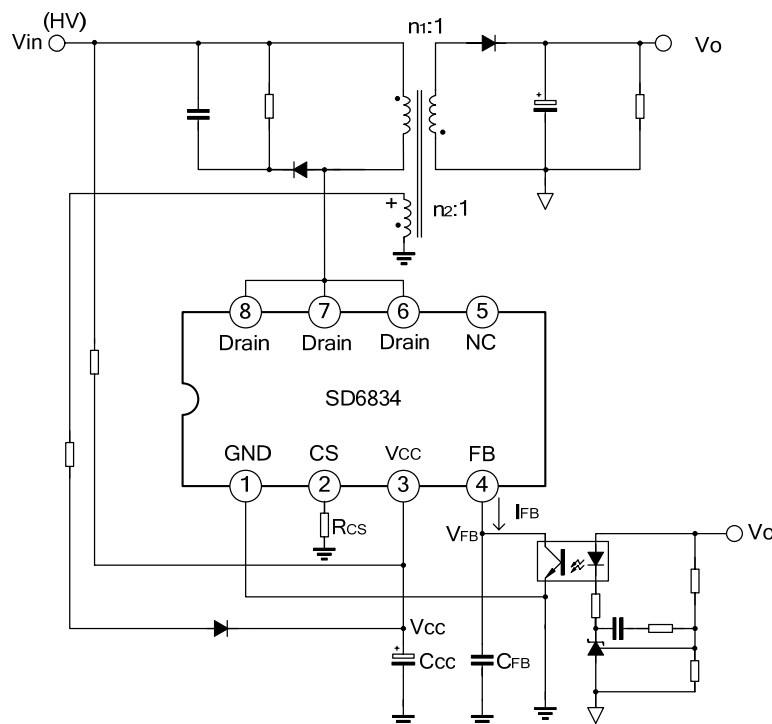 (HV)
Vin
n1:1
Vo
+
+
n2:1
8
7
6
5
Drain
Drain
Drain
NC
SD6834
GND
CS
VCC
FB
1
2
3
4
RCS
IFB
VFB
Vo
Vcc
+
Ccc
CFB